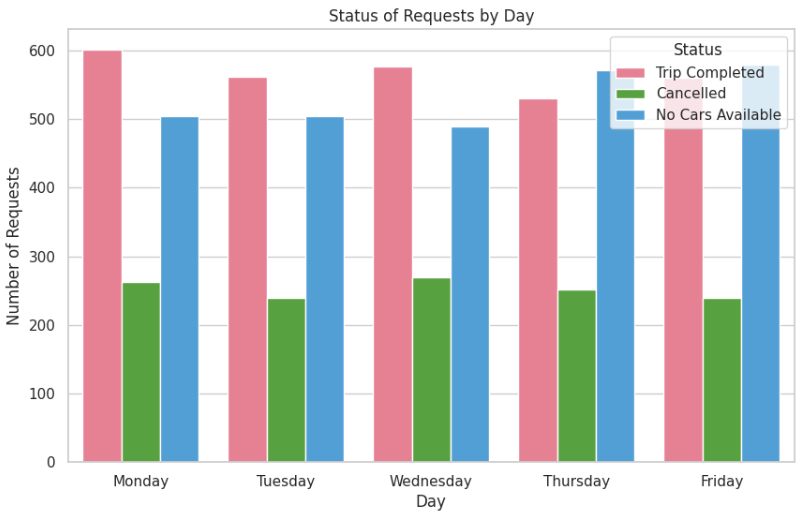 Status of Requests by Day
Number of Requests
600
500
400
300
200
100
0
Status
Trip Completed
Cancelled
No Cars Available
Monday Tuesday Wednesday Thursday Friday
Day